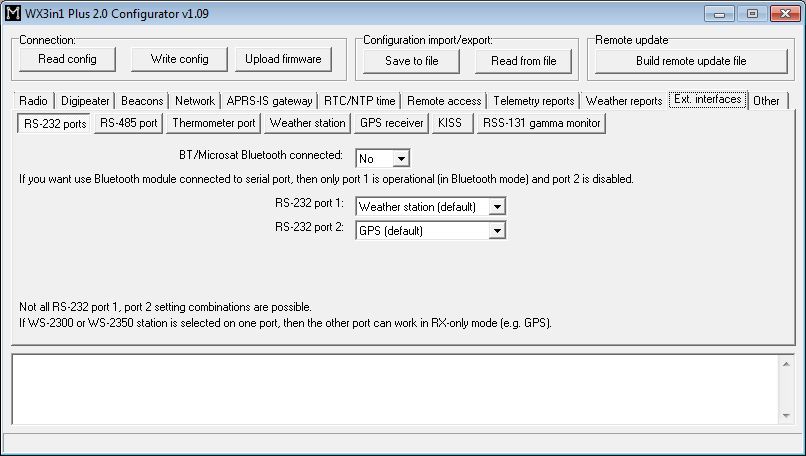 M WX3in1 Plus 2.0 Configurator v1.09
Connection: Configuration import/export: Remote update
Read config Write config Upload firmware Save to file Read from file Build remote update file
Radio Digipeater Beacons Network APRS-IS gateway RTC/NTP time Remote access Telemetry reports Weather reports Ext. interfaces Other
RS-232 ports RS-485 port Thermometer port Weather station GPS receiver KISS RSS-131 gamma monitor
BT/Microsat Bluetooth connected: No
If you want use Bluetooth module connected to serial port, then only port 1 is operational (in Bluetooth mode) and port 2 is disabled.
RS-232 port 1: Weather station (default)
RS-232 port 2: GPS (default)
Not all RS-232 port 1, port 2 setting combinations are possible.
If WS-2300 or WS-2350 station is selected on one port, then the other port can work in RX-only mode (e.g. GPS).